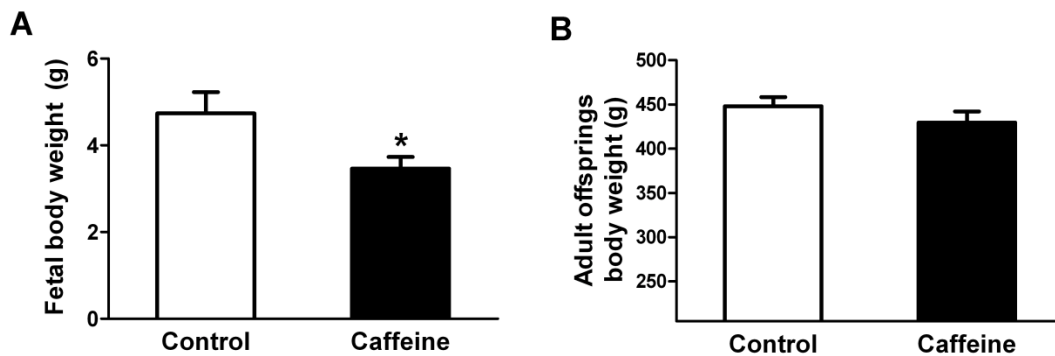 A
Fetal body weight (g)
6
4
2
0
*
Control
Caffeine
B
Adult offsprings
body weight (g)
500
450
400
350
300
250
Control
Caffeine